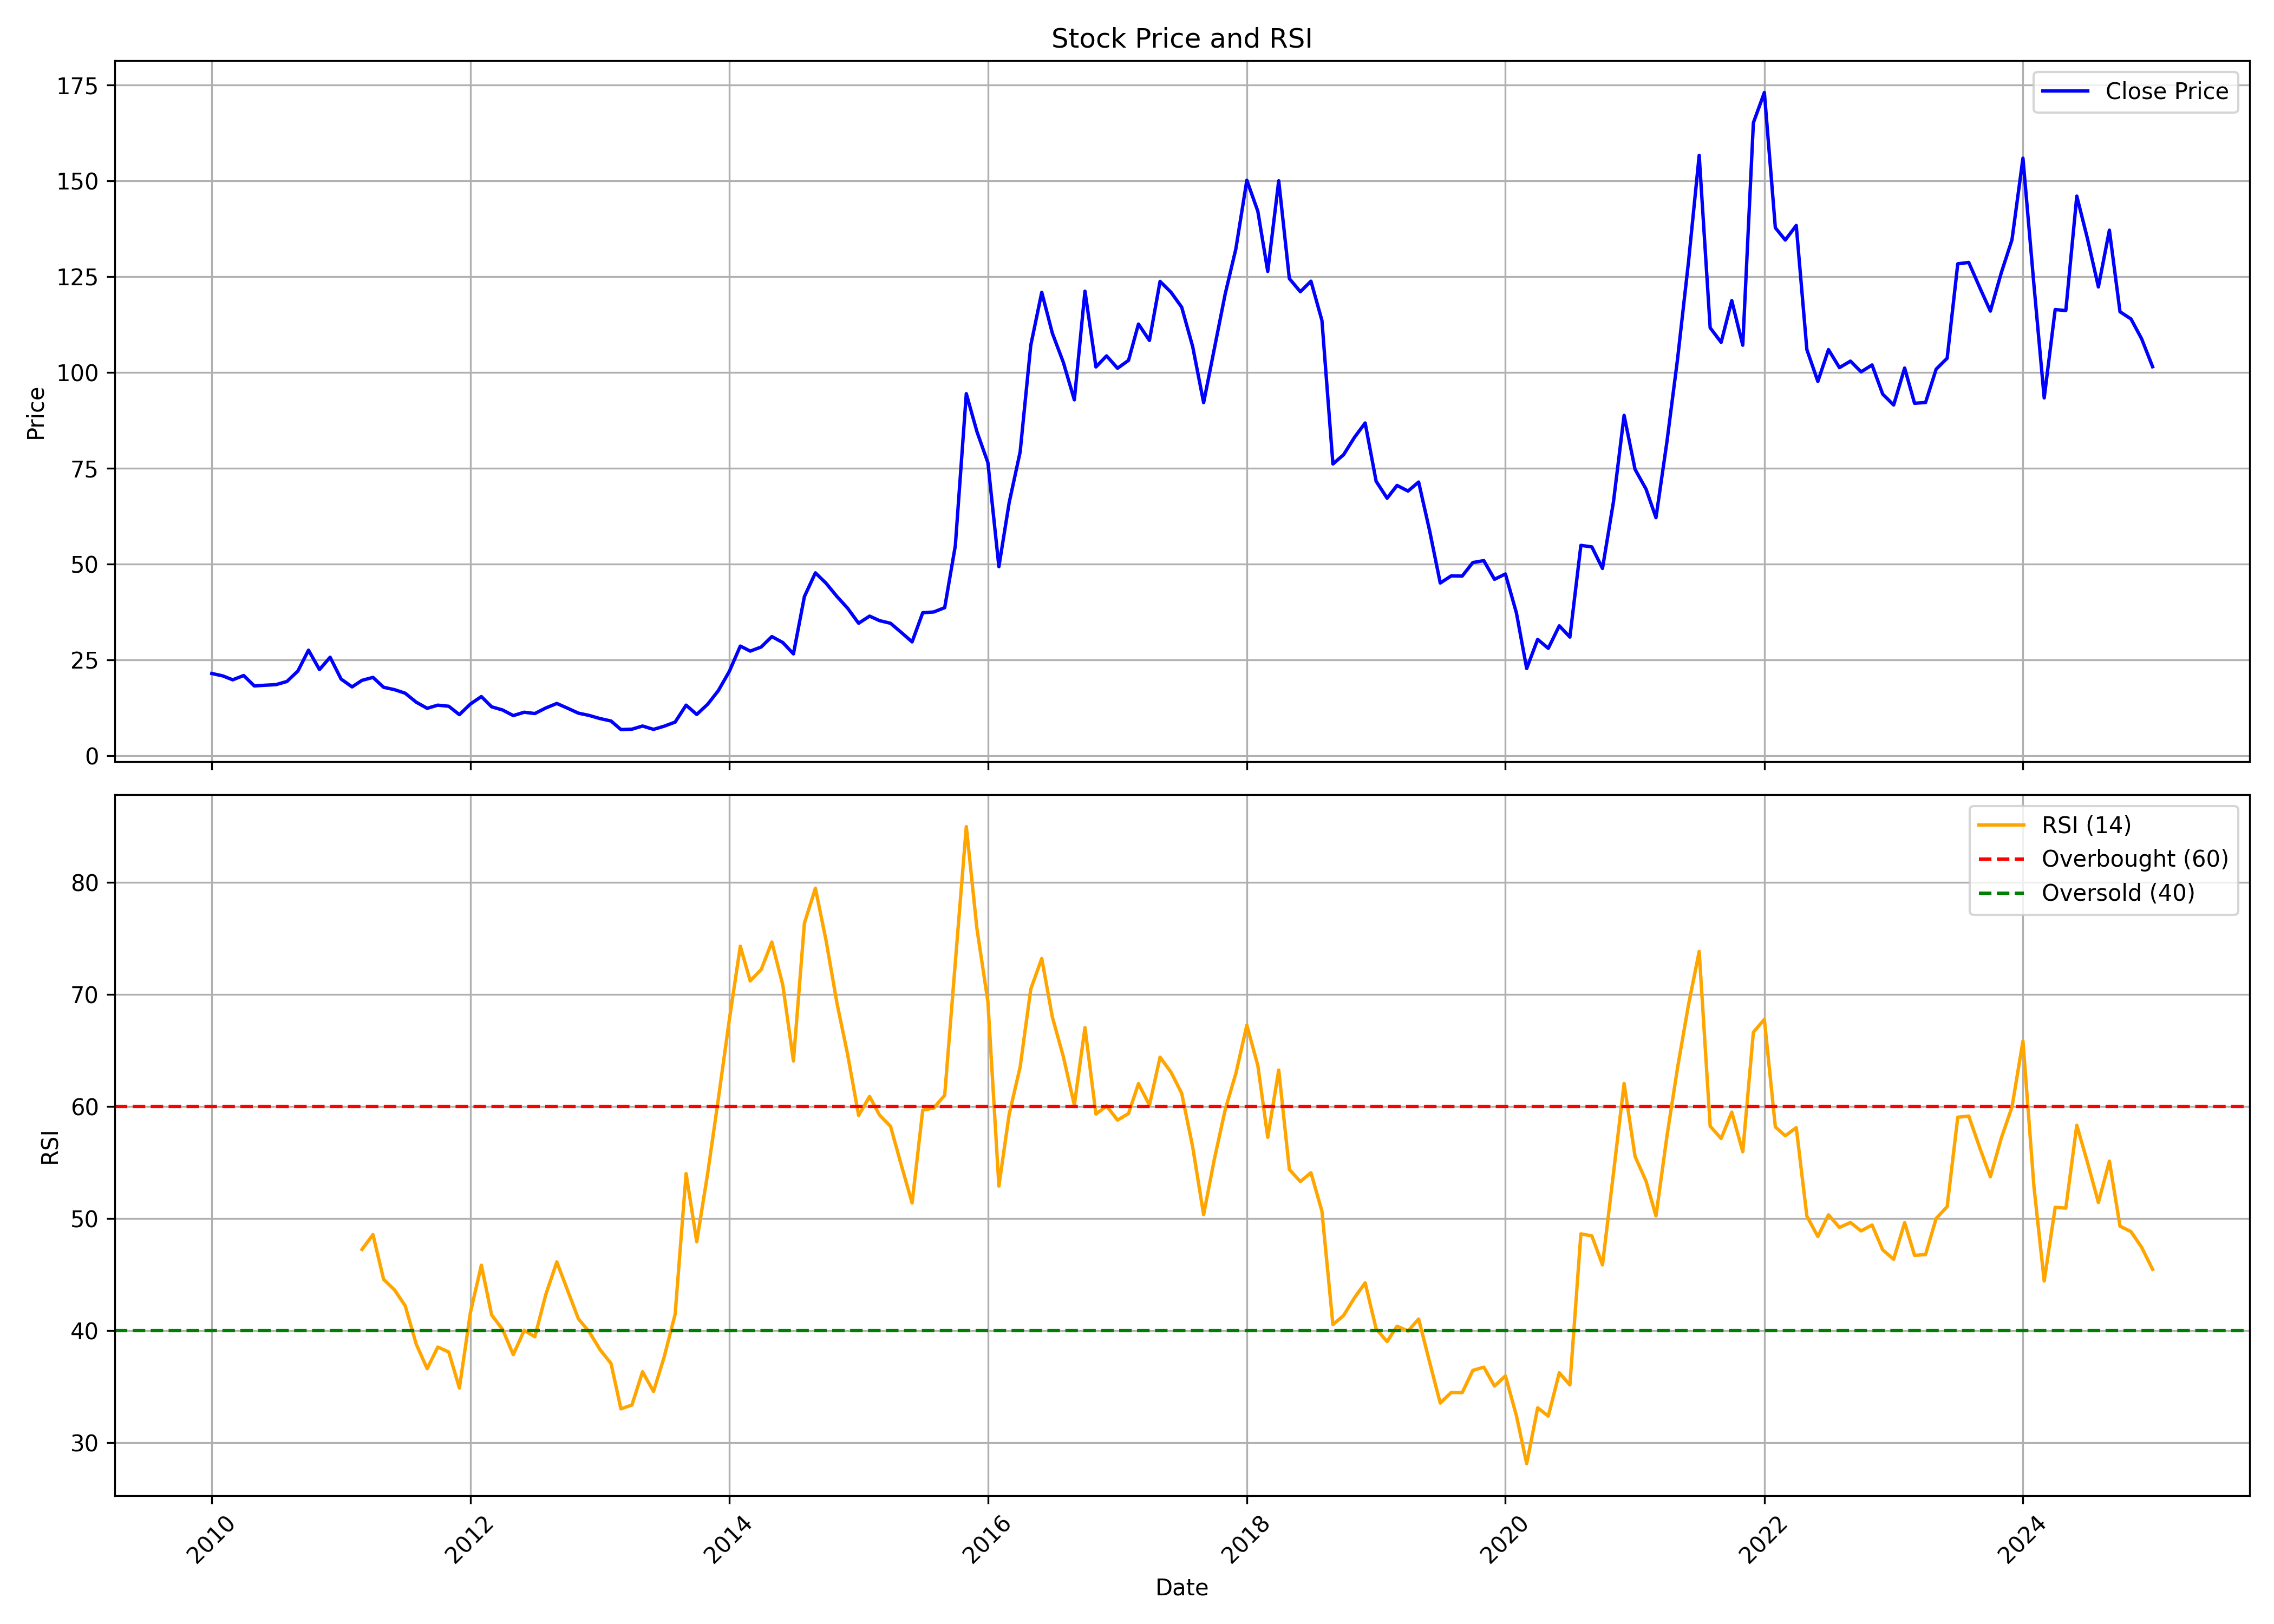 Stock Price and RSI
175
150
125
100
75
50
25
0
Price
Close Price
80
70
60
50
40
30
RSI
RSI (14)
Overbought (60)
Oversold (40)
2010
2012
2014
2016
2018
2020
2022
2024
Date